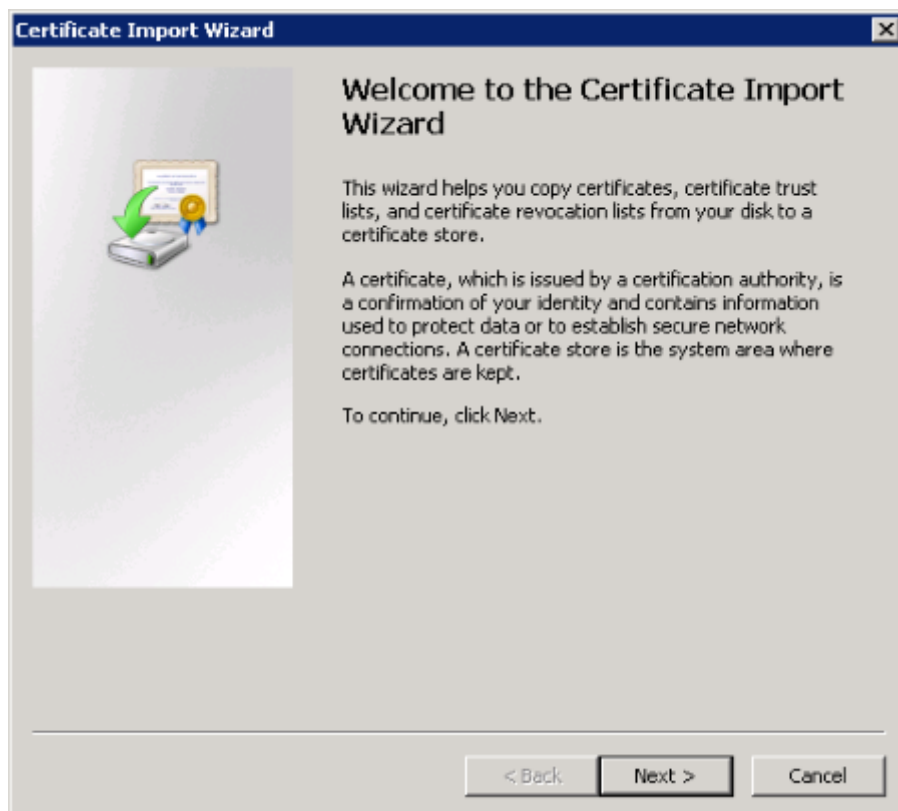 Certificate Import Wizard
Welcome to the Certificate Import
Wizard
This wizard helps you copy certificates, certificate trust
lists, and certificate revocation lists from your disk to a
certificate store.
A certificate, which is issued by a certification authority, is
a confirmation of your identity and contains information
used to protect data or to establish secure network
connections. A certificate store is the system area where
certificates are kept.
To continue, click Next.
< Back
Next >
Cancel